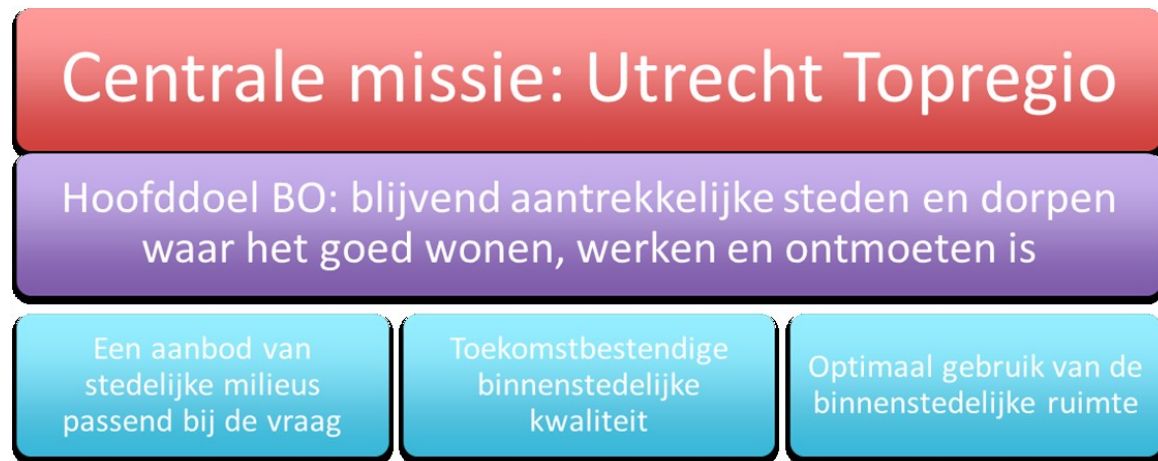 Centrale missie: Utrecht Topregio
Hoofddoel BO: blijvend aantrekkelijke steden en dorpen
waar het goed wonen, werken en ontmoeten is
Een aanbod van
stedelijke milieus
passend bij de vraag
Toekomstbestendige
binnenstedelijke
kwaliteit
Optimaal gebruik van de
binnenstedelijke ruimte